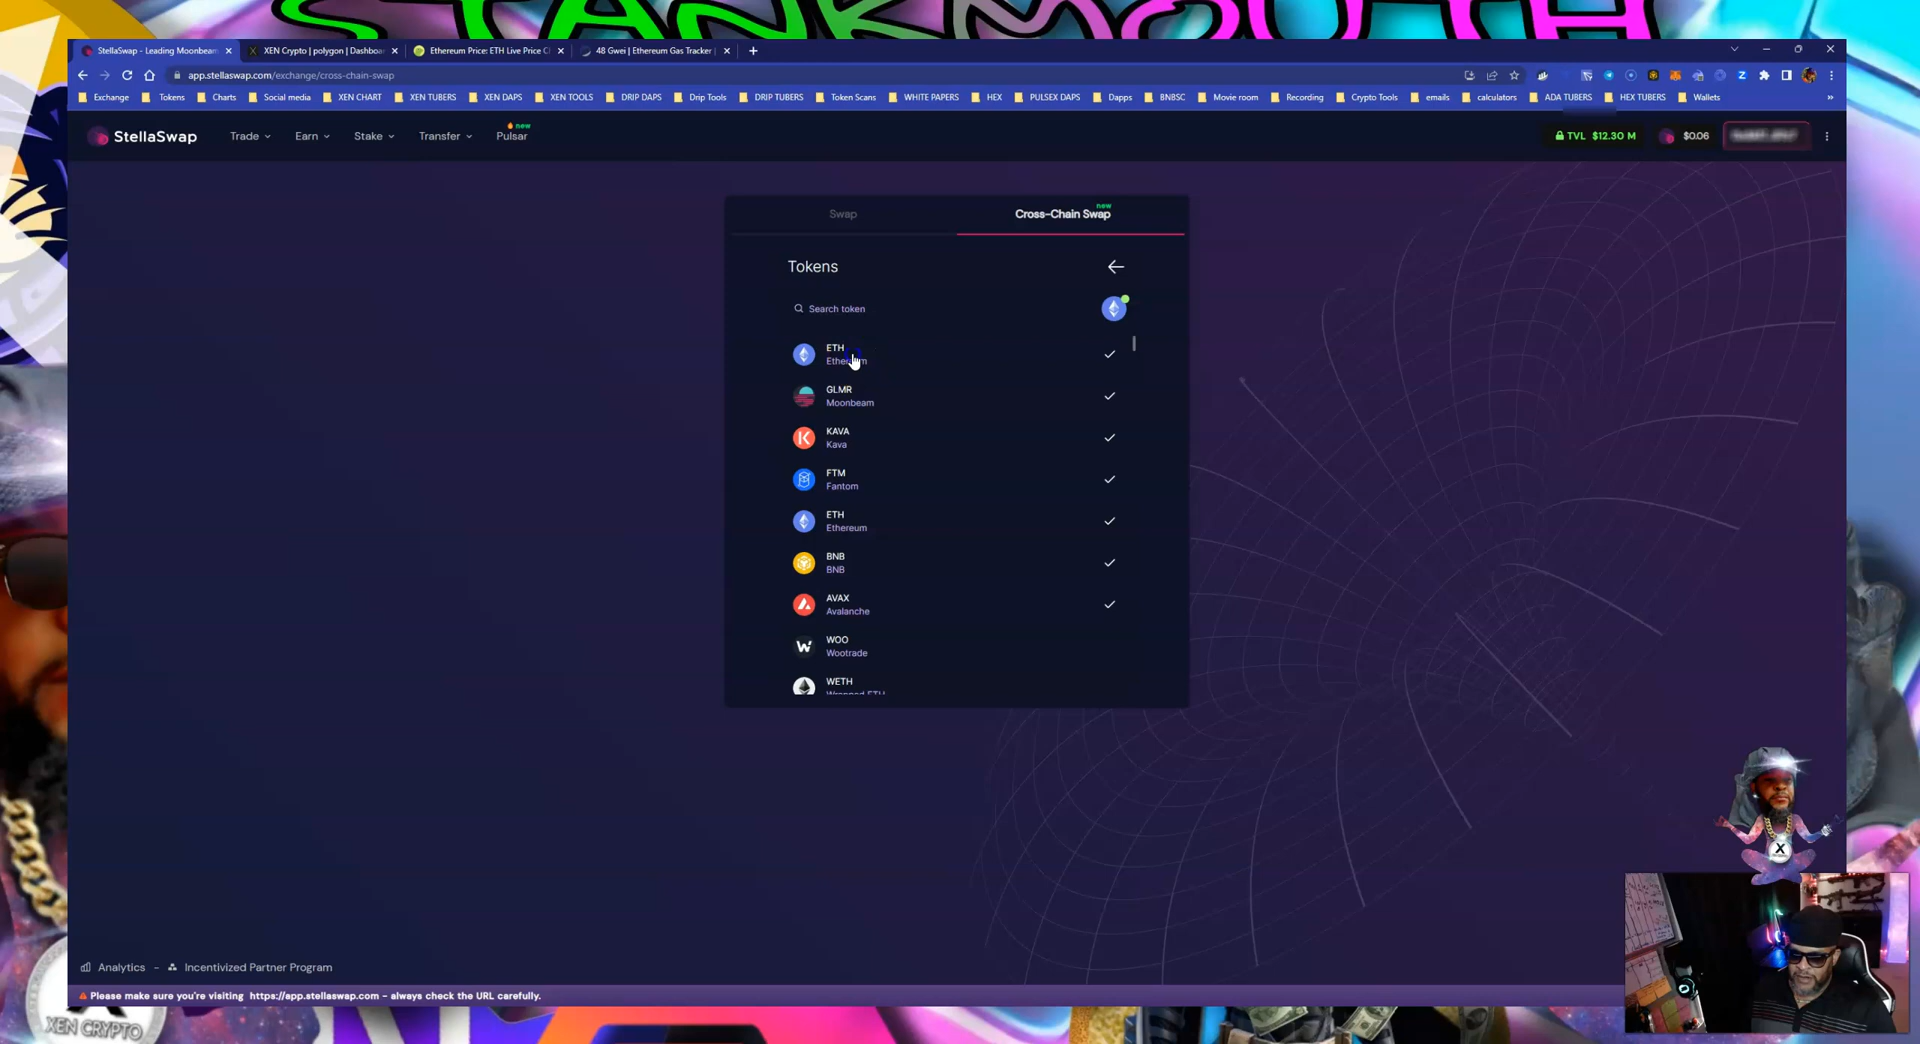 STANKMOUTH
StellaSwap - Leading Moonbeam
XEN Crypto | polygon | Dashboa
Ethereum Price: ETH Live Price C
48 Gwei | Ethereum Gas Tracker |
app.stellaswap.com/exchange/cross-chain-swap
Exchange Tokens Charts Social media XEN CHART XEN TUBERS XEN DAPS XEN TOOLS DRIP DAPS Drip Tools DRIP TUBERS Token Scans WHITE PAPERS HEX PULSEX DAPS Dapps BNBSC Movie room Recording Crypto Tools emails calculators ADA TUBERS HEX TUBERS Wallets »
StellaSwap Trade Earn Stake Transfer Pulsar new TVL $12.30 M $0.06
Swap Cross-Chain Swap new
Tokens
Search token
ETH
Ethereum
GLMR
Moonbeam
KAVA
Kava
FTM
Fantom
ETH
Ethereum
BNB
BNB
AVAX
Avalanche
WOO
Wootrade
WETH
Wrapped ETH
X
Analytics - Incentivized Partner Program
Please make sure you're visiting https://app.stellaswap.com - always check the URL carefully.
XEN CRYPTO